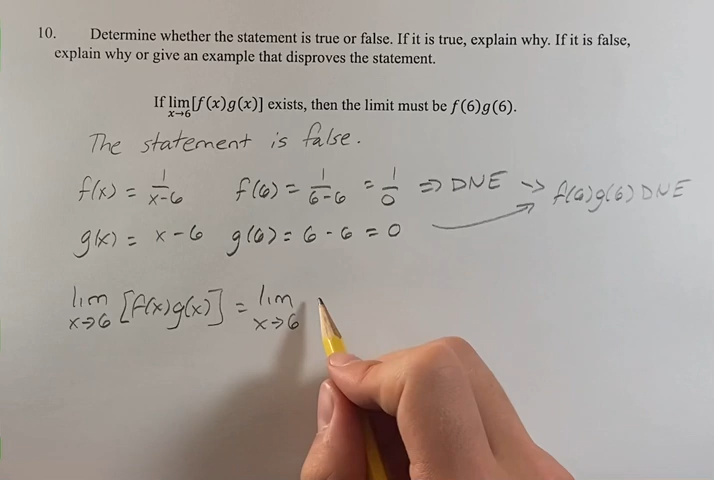 10. Determine whether the statement is true or false. If it is true, explain why. If it is false,
explain why or give an example that disproves the statement.
If lim x→6 [f(x)g(x)] exists, then the limit must be f(6)g(6).
The statement is false.
f(x) = 1/(x-6) f(6) = 1/(6-6) = 1/0 ⇒ DNE → f(6)g(6) DNE
g(x) = x-6 g(6) = 6-6 = 0
lim x→6 [f(x)g(x)] = lim x→6